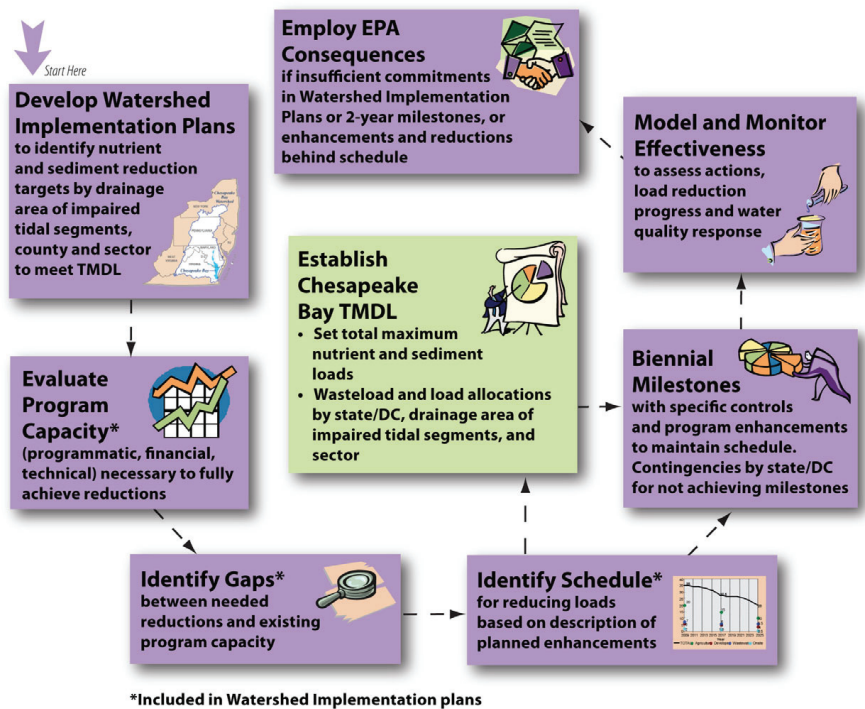 Start Here
Develop Watershed
Implementation Plans
to identify nutrient
and sediment reduction
targets by drainage
area of impaired
tidal segments,
county and sector
to meet TMDL
Evaluate
Program
Capacity*
(programmatic, financial,
technical) necessary to fully
achieve reductions
Identify Gaps*
between needed
reductions and existing
program capacity
Identify Schedule*
for reducing loads
based on description of
planned enhancements
Establish
Chesapeake
Bay TMDL
• Set total maximum
nutrient and sediment
loads
• Wasteload and load allocations
by state/DC, drainage area of
impaired tidal segments, and
sector
Biennial
Milestones
with specific controls
and program enhancements
to maintain schedule.
Contingencies by state/DC
for not achieving milestones
Model and Monitor
Effectiveness
to assess actions,
load reduction
progress and water
quality response
Employ EPA
Consequences
if insufficient commitments
in Watershed Implementation
Plans or 2-year milestones, or
enhancements and reductions
behind schedule
*Included in Watershed Implementation plans